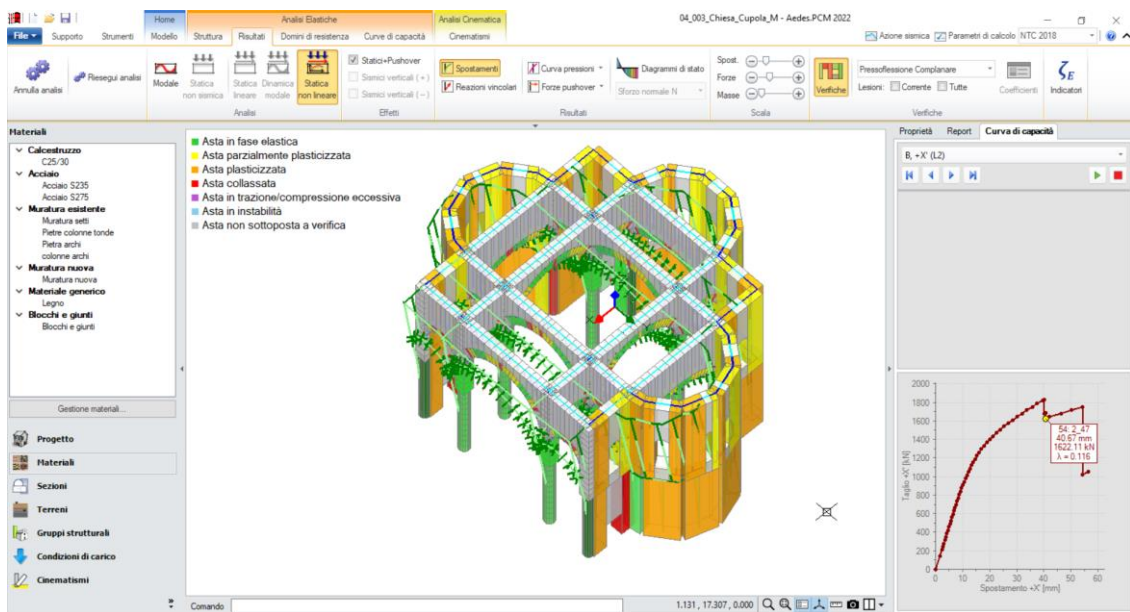 04_003_Chiesa_Cupola_M - Aedes.PCM 2022
Home
Analisi Elastiche
Analisi Cinematica
File
Supporto
Strumenti
Modello
Struttura
Risultati
Domini di resistenza
Curve di capacità
Cinematismi
Azione sismica
Parametri di calcolo
NTC 2018
Annulla analisi
Riesegui analisi
Modale
Statica non sismica
Statica lineare
Dinamica modale
Statica non lineare
Analisi
Statici+Pushover
Sismici verticali (+)
Sismici verticali (–)
Effetti
Spostamenti
Reazioni vincolari
Curva pressioni
Forze pushover
Diagrammi di stato
Sforzo normale N
Risultati
Spost.
Forze
Masse
Scala
Verifiche
Pressoflessione Complanare
Lesioni:
Corrente
Tutte
Coefficienti
Verifiche
ζE
Indicatori
Materiali
Calcestruzzo
C25/30
Acciaio
Acciaio S235
Acciaio S275
Muratura esistente
Muratura setti
Pietre colonne tonde
Pietra archi
colonne archi
Muratura nuova
Muratura nuova
Materiale generico
Legno
Blocchi e giunti
Blocchi e giunti
Gestione materiali...
Progetto
Materiali
Sezioni
Terreni
Gruppi strutturali
Condizioni di carico
Cinematismi
Asta in fase elastica
Asta parzialmente plasticizzata
Asta plasticizzata
Asta collassata
Asta in trazione/compressione eccessiva
Asta in instabilità
Asta non sottoposta a verifica
Comando
1.131 , 17.307 , 0.000
Proprietà
Report
Curva di capacità
B, +X' (L2)
2000
1800
1600
1400
1200
1000
800
600
400
200
0
Taglio +X' [kN]
54: 2_47
40.67 mm
1622.11 kN
λ = 0.116
0
10
20
30
40
50
60
Spostamento +X' [mm]